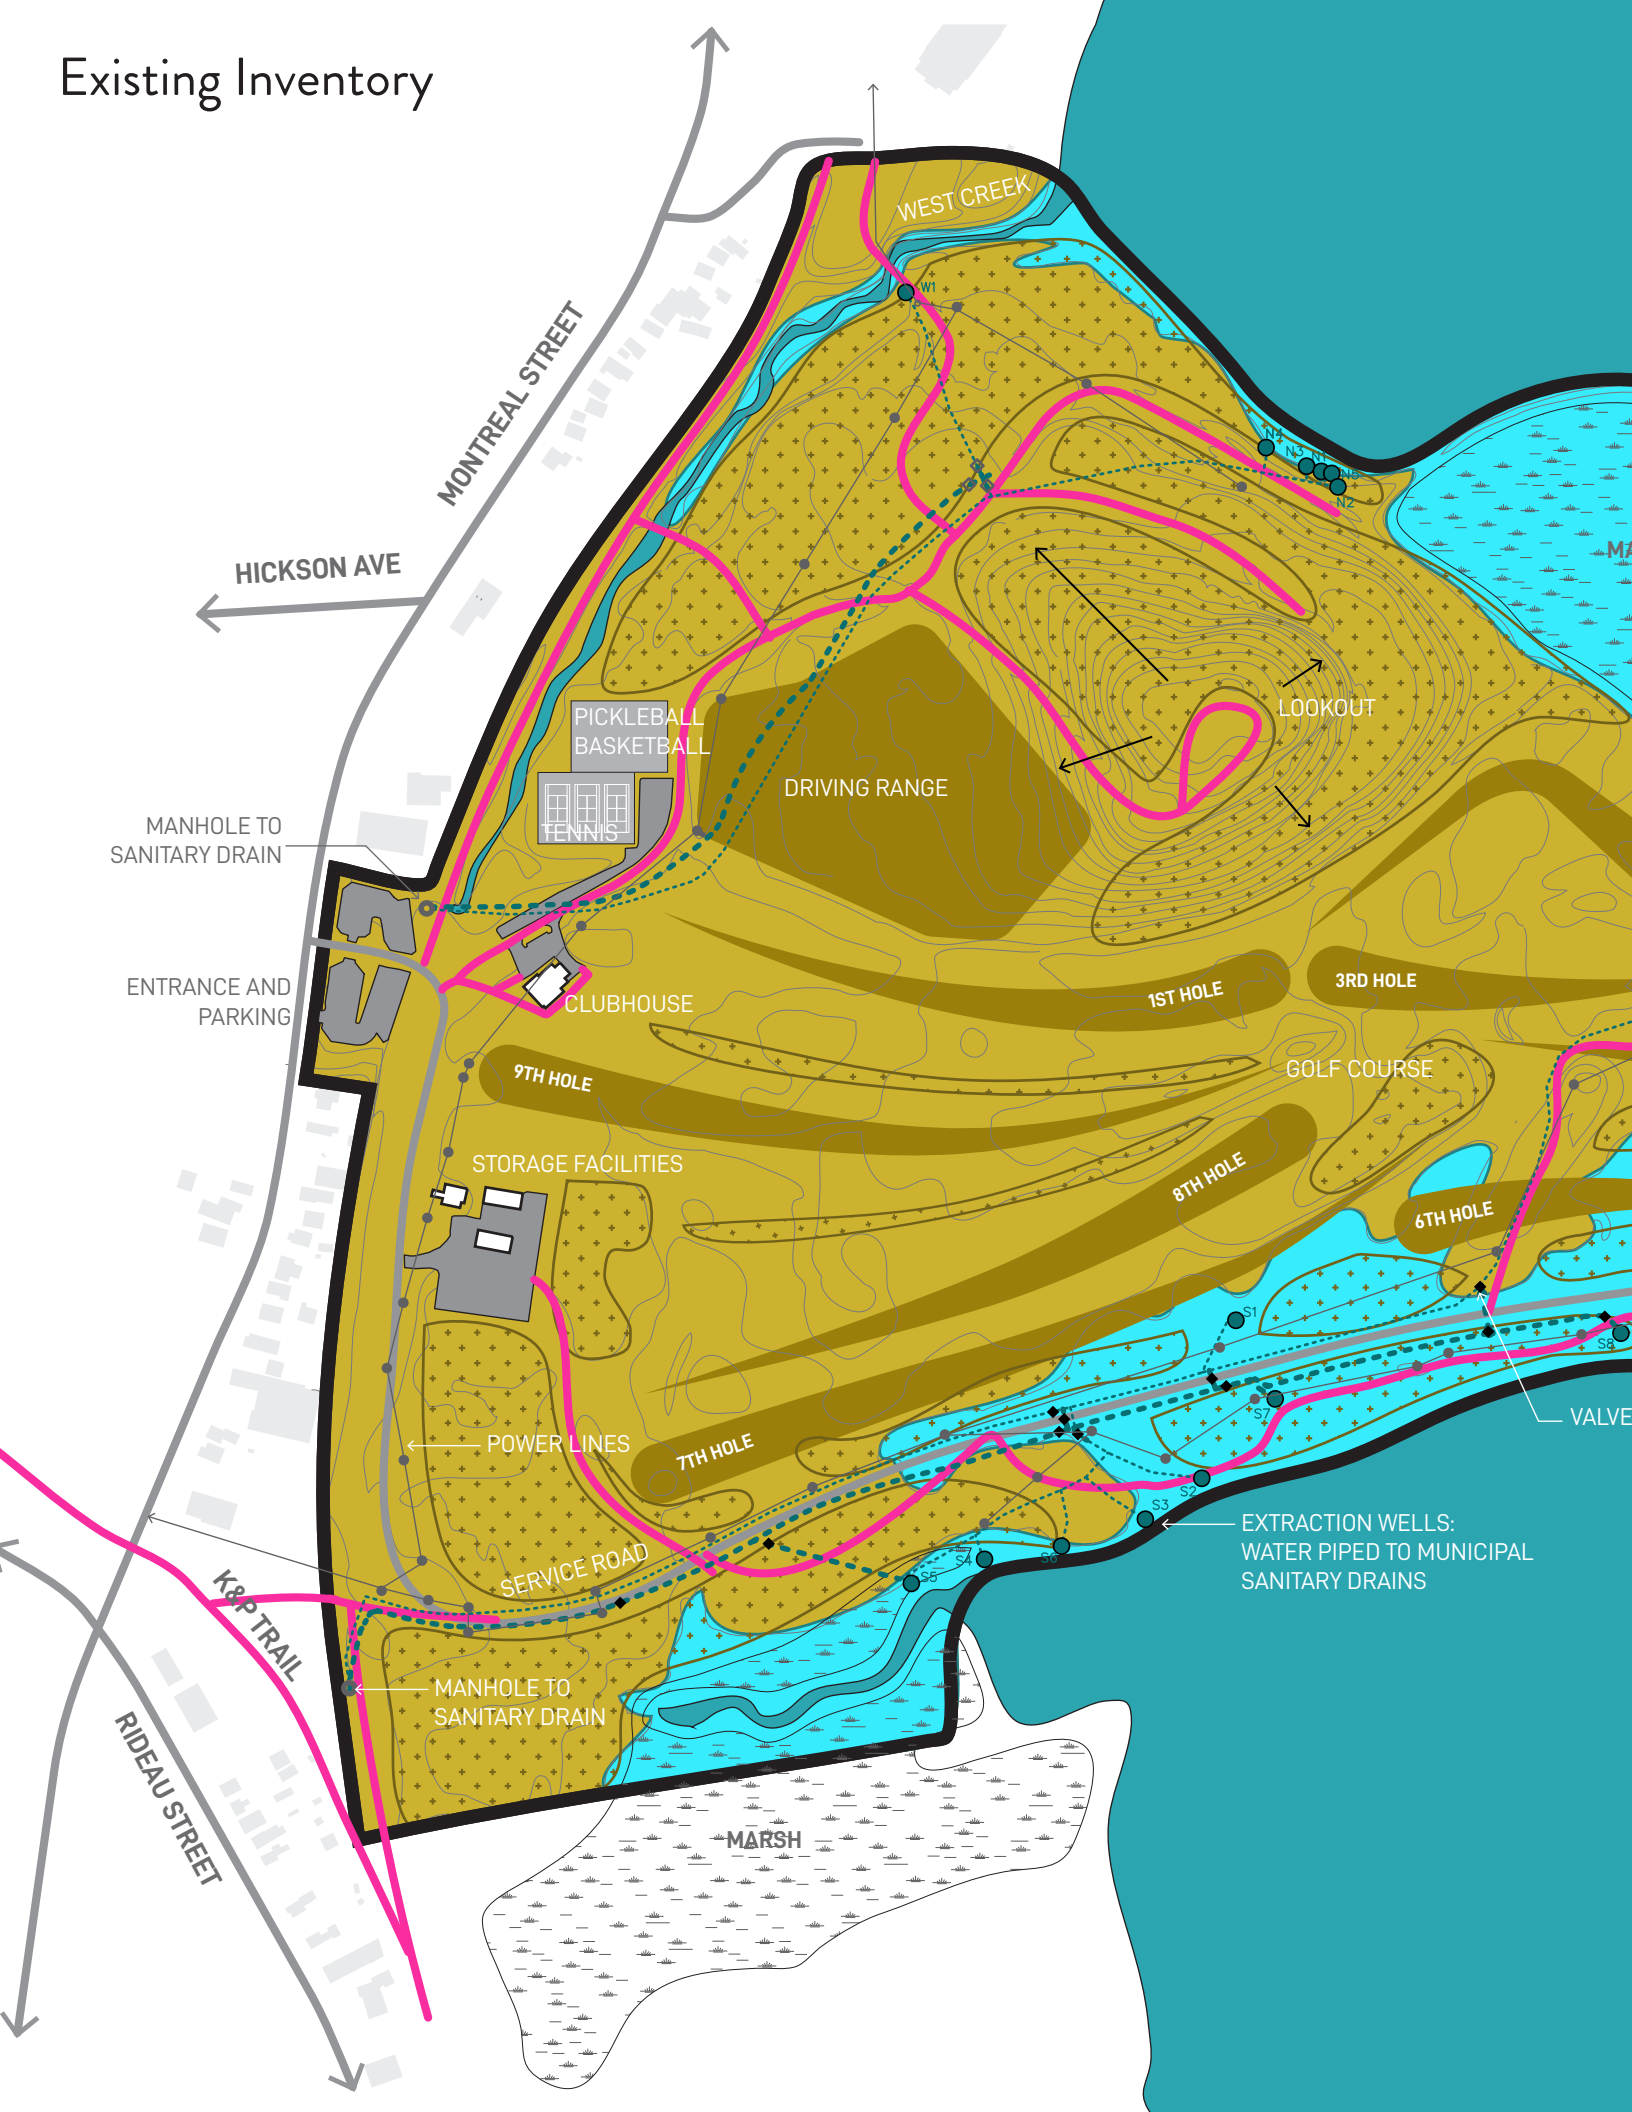 Existing Inventory
WEST CREEK
W1
MONTREAL STREET
HICKSON AVE
N4
N3
N1
N5
N2
MA
LOOKOUT
PICKLEBALL
BASKETBALL
DRIVING RANGE
TENNIS
MANHOLE TO
SANITARY DRAIN
ENTRANCE AND
PARKING
CLUBHOUSE
1ST HOLE
3RD HOLE
9TH HOLE
GOLF COURSE
STORAGE FACILITIES
8TH HOLE
6TH HOLE
S1
S8
S7
VALVE
POWER LINES
7TH HOLE
S2
S3
EXTRACTION WELLS:
WATER PIPED TO MUNICIPAL
SANITARY DRAINS
SERVICE ROAD
S4
S6
S5
K&P TRAIL
MANHOLE TO
SANITARY DRAIN
RIDEAU STREET
MARSH